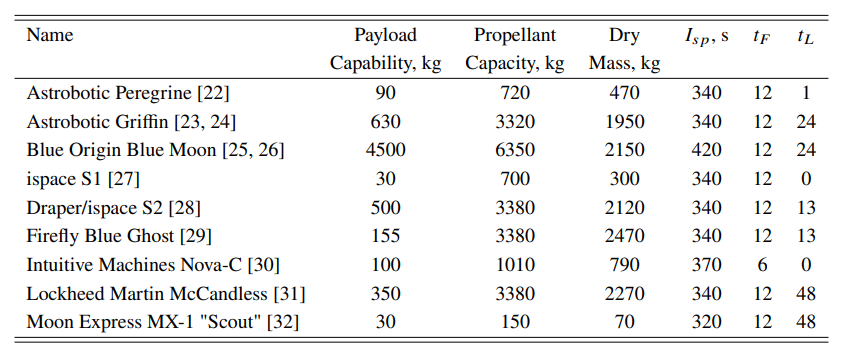 Name Payload Propellant Dry Isp, s tF tL
Capability, kg Capacity, kg Mass, kg
Astrobotic Peregrine [22] 90 720 470 340 12 1
Astrobotic Griffin [23, 24] 630 3320 1950 340 12 24
Blue Origin Blue Moon [25, 26] 4500 6350 2150 420 12 24
ispace S1 [27] 30 700 300 340 12 0
Draper/ispace S2 [28] 500 3380 2120 340 12 13
Firefly Blue Ghost [29] 155 3380 2470 340 12 13
Intuitive Machines Nova-C [30] 100 1010 790 370 6 0
Lockheed Martin McCandless [31] 350 3380 2270 340 12 48
Moon Express MX-1 "Scout" [32] 30 150 70 320 12 48